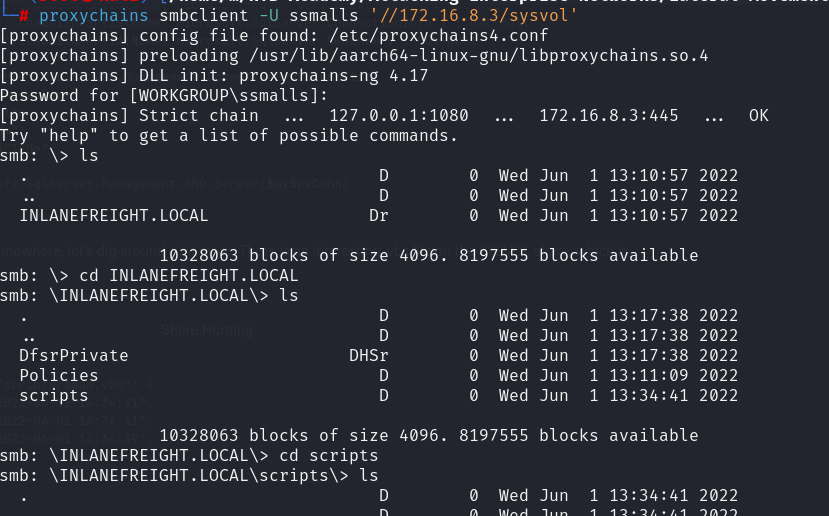 # proxychains smbclient -U ssmalls '//172.16.8.3/sysvol'
[proxychains] config file found: /etc/proxychains4.conf
[proxychains] preloading /usr/lib/aarch64-linux-gnu/libproxychains.so.4
[proxychains] DLL init: proxychains-ng 4.17
Password for [WORKGROUP\ssmalls]:
[proxychains] Strict chain  ...  127.0.0.1:1080  ...  172.16.8.3:445  ...  OK
Try "help" to get a list of possible commands.
smb: \> ls
  .                                   D        0  Wed Jun  1 13:10:57 2022
  ..                                  D        0  Wed Jun  1 13:10:57 2022
  INLANEFREIGHT.LOCAL                Dr        0  Wed Jun  1 13:10:57 2022
                10328063 blocks of size 4096. 8197555 blocks available
smb: \> cd INLANEFREIGHT.LOCAL
smb: \INLANEFREIGHT.LOCAL\> ls
  .                                   D        0  Wed Jun  1 13:17:38 2022
  ..                                  D        0  Wed Jun  1 13:17:38 2022
Share Hunting
  DfsrPrivate                      DHSr        0  Wed Jun  1 13:17:38 2022
  Policies                            D        0  Wed Jun  1 13:11:09 2022
  scripts                             D        0  Wed Jun  1 13:34:41 2022
                10328063 blocks of size 4096. 8197555 blocks available
smb: \INLANEFREIGHT.LOCAL\> cd scripts
smb: \INLANEFREIGHT.LOCAL\scripts\> ls
  .                                   D        0  Wed Jun  1 13:34:41 2022
                                      D        0  Wed Jun  1 13:34:41 2022